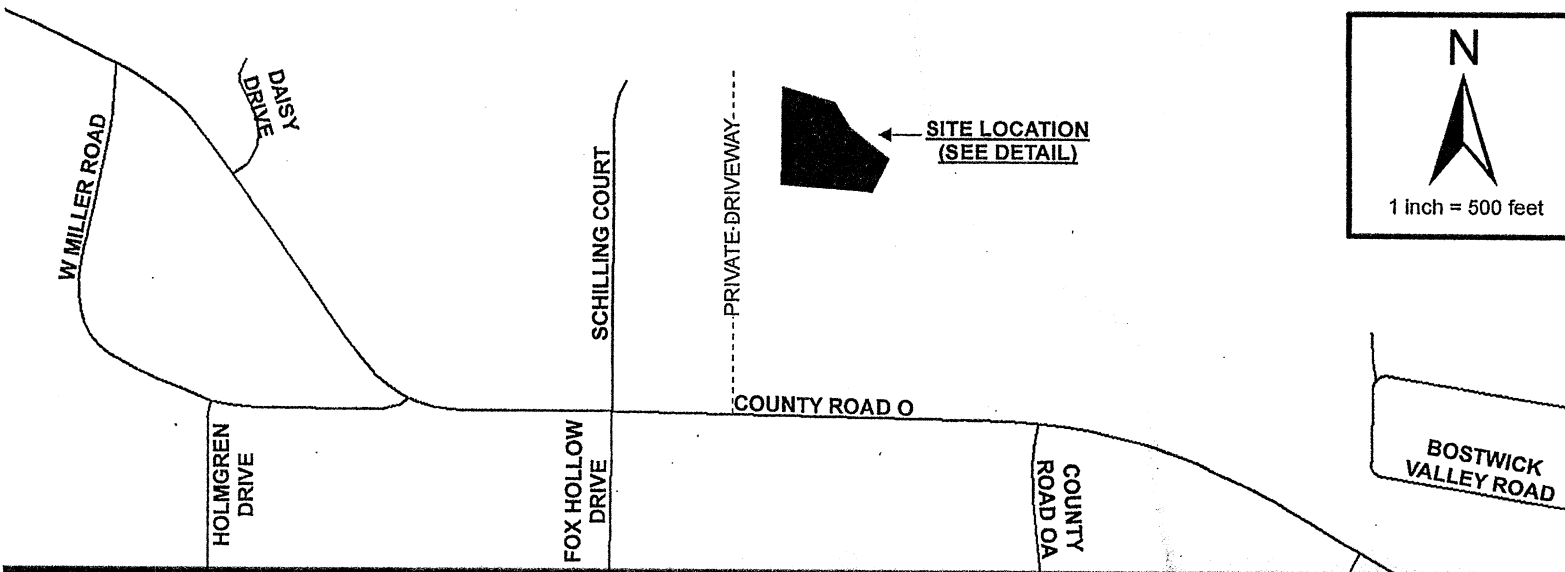 N
1 inch = 500 feet
DAISY
DRIVE
W MILLER ROAD
SCHILLING COURT
PRIVATE DRIVEWAY
SITE LOCATION
(SEE DETAIL)
COUNTY ROAD O
HOLMGREN
DRIVE
FOX HOLLOW
DRIVE
COUNTY
ROAD OA
BOSTWICK
VALLEY ROAD